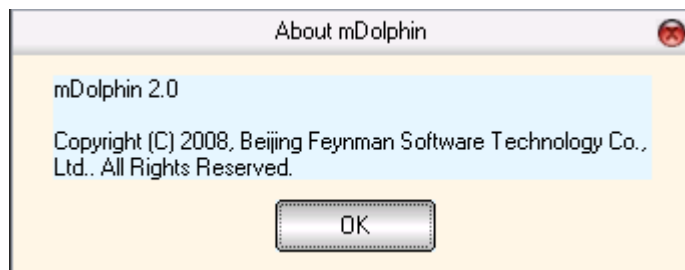 About mDolphin
mDolphin 2.0
Copyright (C) 2008, Beijing Feynman Software Technology Co.,
Ltd.. All Rights Reserved.
OK